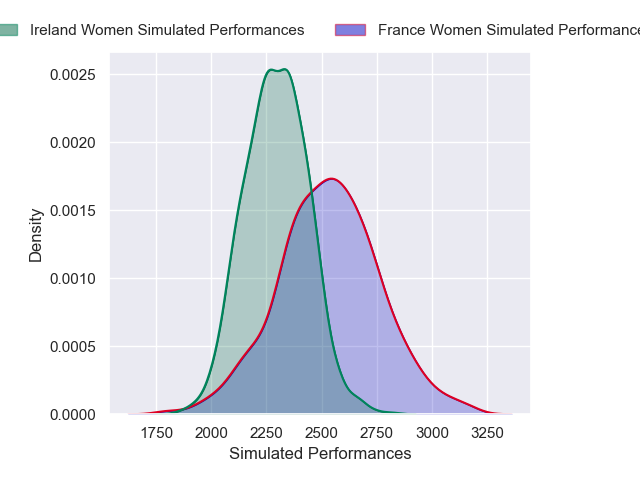 Ireland Women Simulated Performances France Women Simulated Performance
0.0025
0.0020
0.0015
0.0010
0.0005
0.0000
Density
1750 2000 2250 2500 2750 3000 3250
Simulated Performances